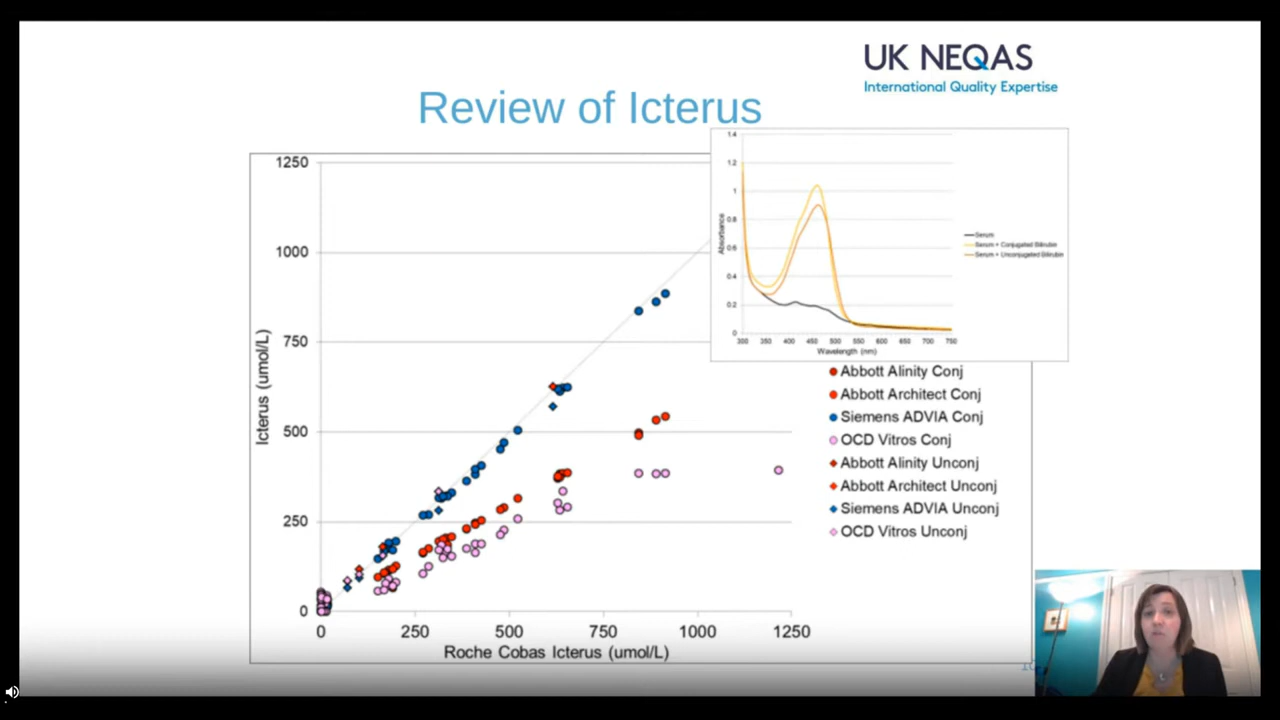 UK NEQAS
International Quality Expertise
Review of Icterus
1250
1000
750
500
250
0
Icterus (umol/L)
0 250 500 750 1000 1250
Roche Cobas Icterus (umol/L)
1.4
1.2
1
0.8
0.6
0.4
0.2
0
Absorbance
300 350 400 450 500 550 600 650 700 750
Wavelength (nm)
Serum
Serum + Conjugated Bilirubin
Serum + Unconjugated Bilirubin
Abbott Alinity Conj
Abbott Architect Conj
Siemens ADVIA Conj
OCD Vitros Conj
Abbott Alinity Unconj
Abbott Architect Unconj
Siemens ADVIA Unconj
OCD Vitros Unconj